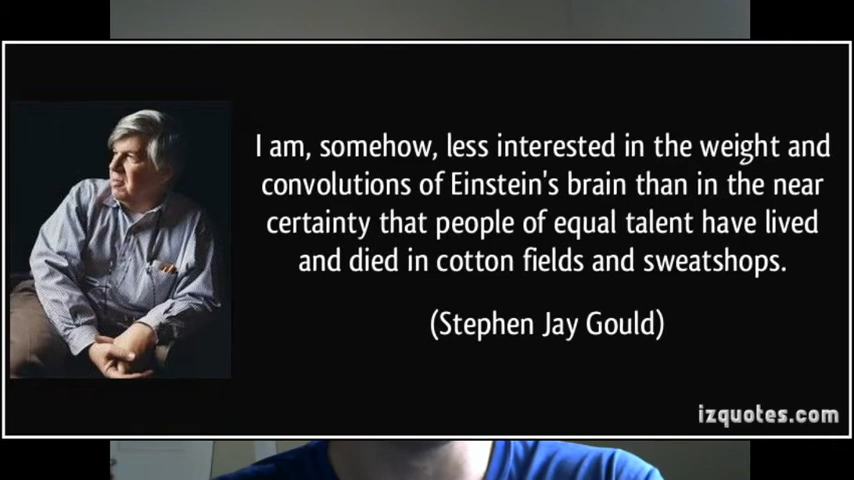 I am, somehow, less interested in the weight and
convolutions of Einstein's brain than in the near
certainty that people of equal talent have lived
and died in cotton fields and sweatshops.
(Stephen Jay Gould)
izquotes.com